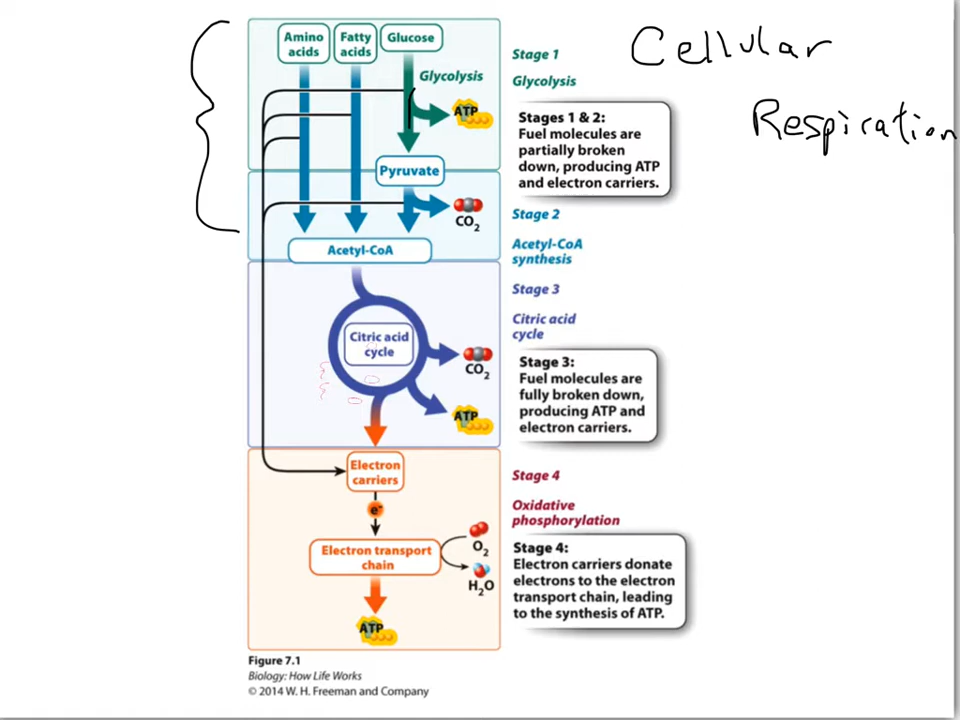 Cellular
Respiration
Amino
acids
Fatty
acids
Glucose
Glycolysis
ATP
Pyruvate
CO2
Acetyl-CoA
Citric acid
cycle
CO2
ATP
Electron
carriers
e-
Electron transport
chain
O2
H2O
ATP
Stage 1
Glycolysis
Stages 1 & 2:
Fuel molecules are
partially broken
down, producing ATP
and electron carriers.
Stage 2
Acetyl-CoA
synthesis
Stage 3
Citric acid
cycle
Stage 3:
Fuel molecules are
fully broken down,
producing ATP and
electron carriers.
Stage 4
Oxidative
phosphorylation
Stage 4:
Electron carriers donate
electrons to the electron
transport chain, leading
to the synthesis of ATP.
Figure 7.1
Biology: How Life Works
© 2014 W. H. Freeman and Company